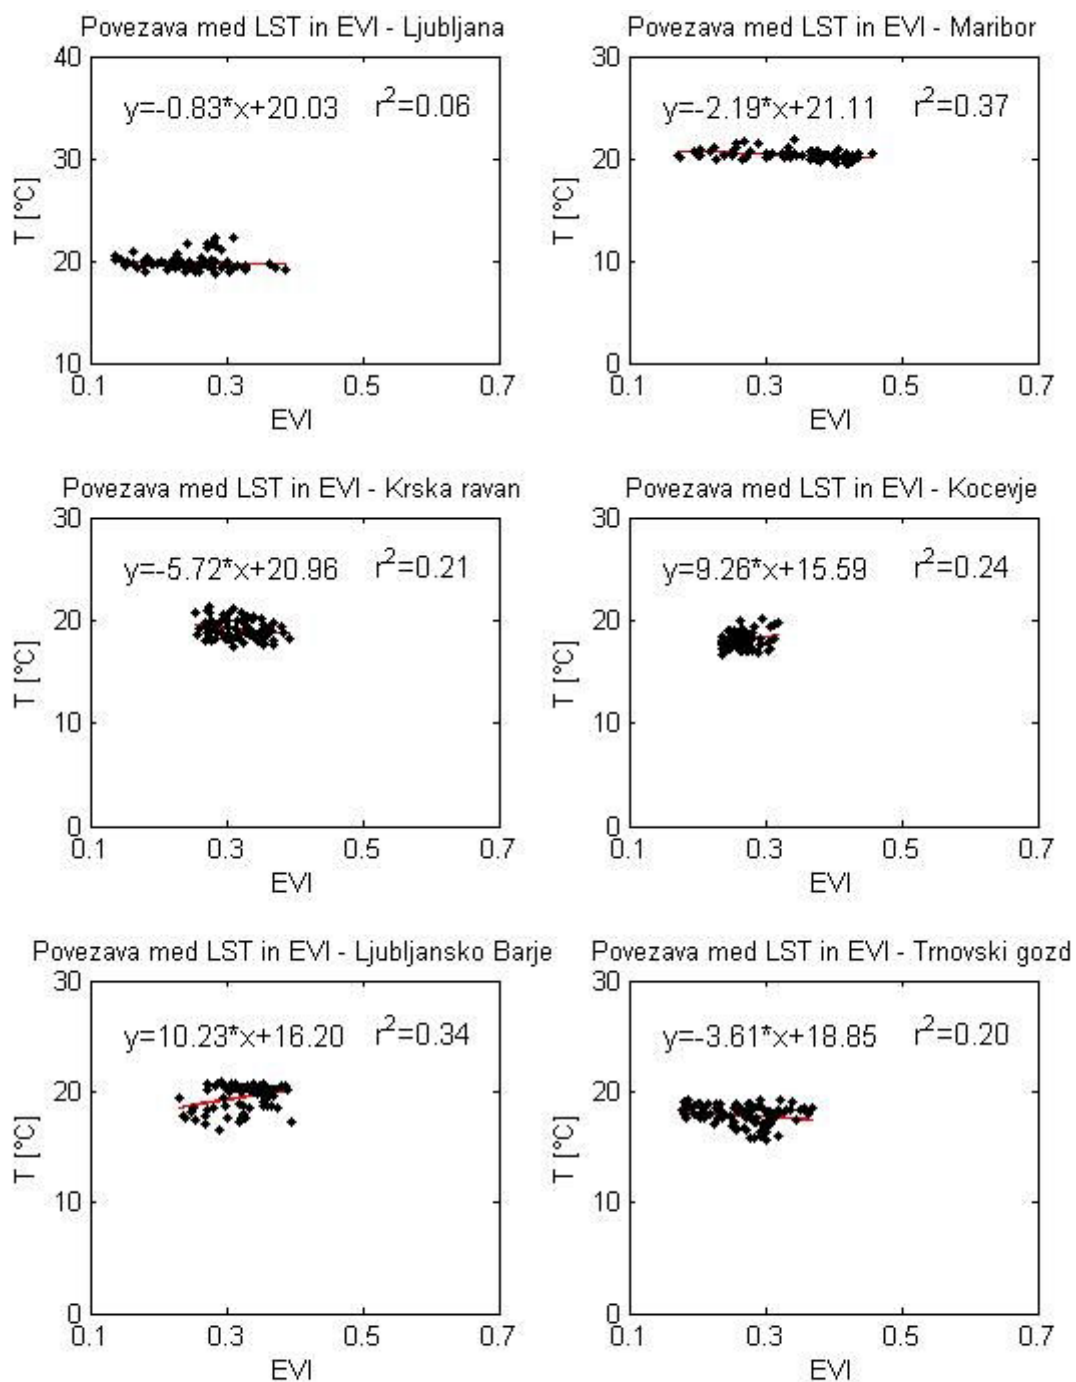 Povezava med LST in EVI - Ljubljana
y=-0.83*x+20.03 r²=0.06
40
30
20
10
T [°C]
0.1 0.3 0.5 0.7
EVI
Povezava med LST in EVI - Maribor
y=-2.19*x+21.11 r²=0.37
30
20
10
0
T [°C]
0.1 0.3 0.5 0.7
EVI
Povezava med LST in EVI - Krska ravan
y=-5.72*x+20.96 r²=0.21
30
20
10
0
T [°C]
0.1 0.3 0.5 0.7
EVI
Povezava med LST in EVI - Kocevje
y=9.26*x+15.59 r²=0.24
30
20
10
0
T [°C]
0.1 0.3 0.5 0.7
EVI
Povezava med LST in EVI - Ljubljansko Barje
y=10.23*x+16.20 r²=0.34
30
20
10
0
T [°C]
0.1 0.3 0.5 0.7
EVI
Povezava med LST in EVI - Trnovski gozd
y=-3.61*x+18.85 r²=0.20
30
20
10
0
T [°C]
0.1 0.3 0.5 0.7
EVI